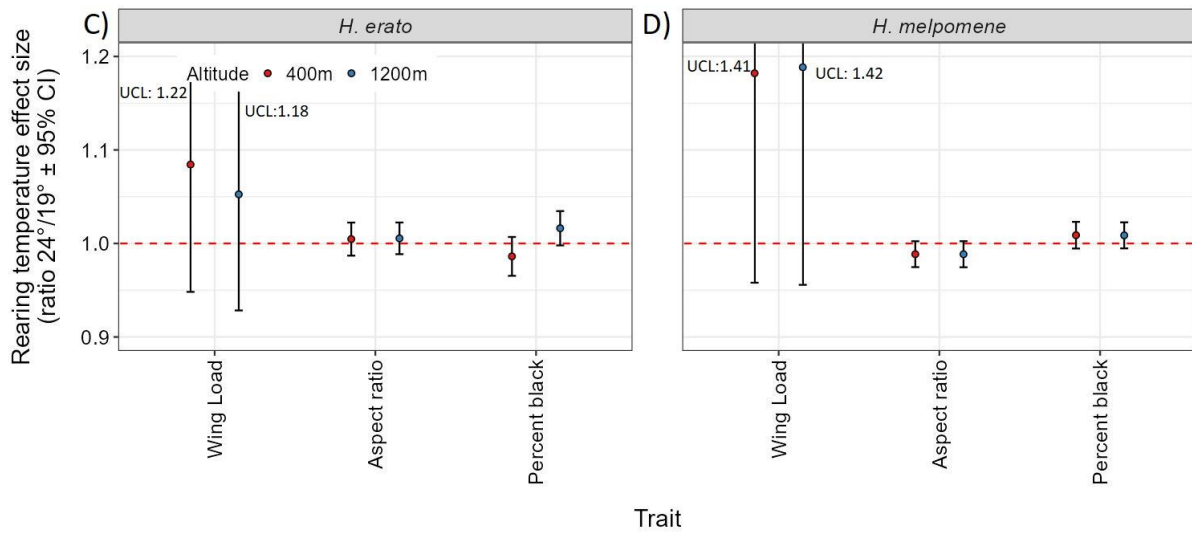 C)
H. erato
D)
H. melpomene
Rearing temperature effect size
(ratio 24°/19° ± 95% CI)
1.2
1.1
1.0
0.9
Altitude 400m 1200m
UCL: 1.22
UCL:1.18
UCL:1.41
UCL: 1.42
Wing Load
Aspect ratio
Percent black
Wing Load
Aspect ratio
Percent black
Trait